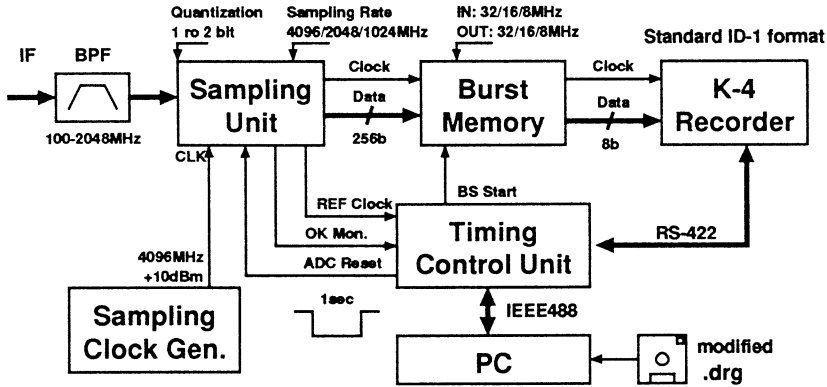 Quantization
1 ro 2 bit
Sampling Rate
4096/2048/1024MHz
IN: 32/16/8MHz
OUT: 32/16/8MHz
Standard ID-1 format
IF
BPF
100-2048MHz
Sampling
Unit
Clock
Data
256b
Burst
Memory
Clock
Data
8b
K-4
Recorder
CLK
REF Clock
BS Start
OK Mon.
ADC Reset
Timing
Control Unit
RS-422
4096MHz
+10dBm
Sampling
Clock Gen.
1sec
IEEE488
PC
modified
.drg